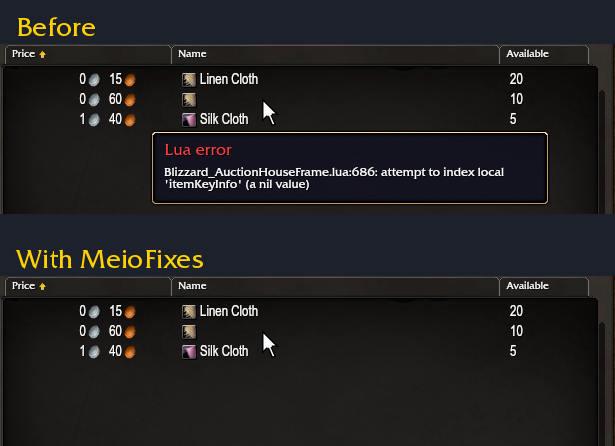 Before
Price Name Available
0 15 Linen Cloth 20
0 60 10
1 40 Silk Cloth 5
Lua error
Blizzard_AuctionHouseFrame.lua:686: attempt to index local
'itemKeyInfo' (a nil value)
With MeioFixes
Price Name Available
0 15 Linen Cloth 20
0 60 10
1 40 Silk Cloth 5